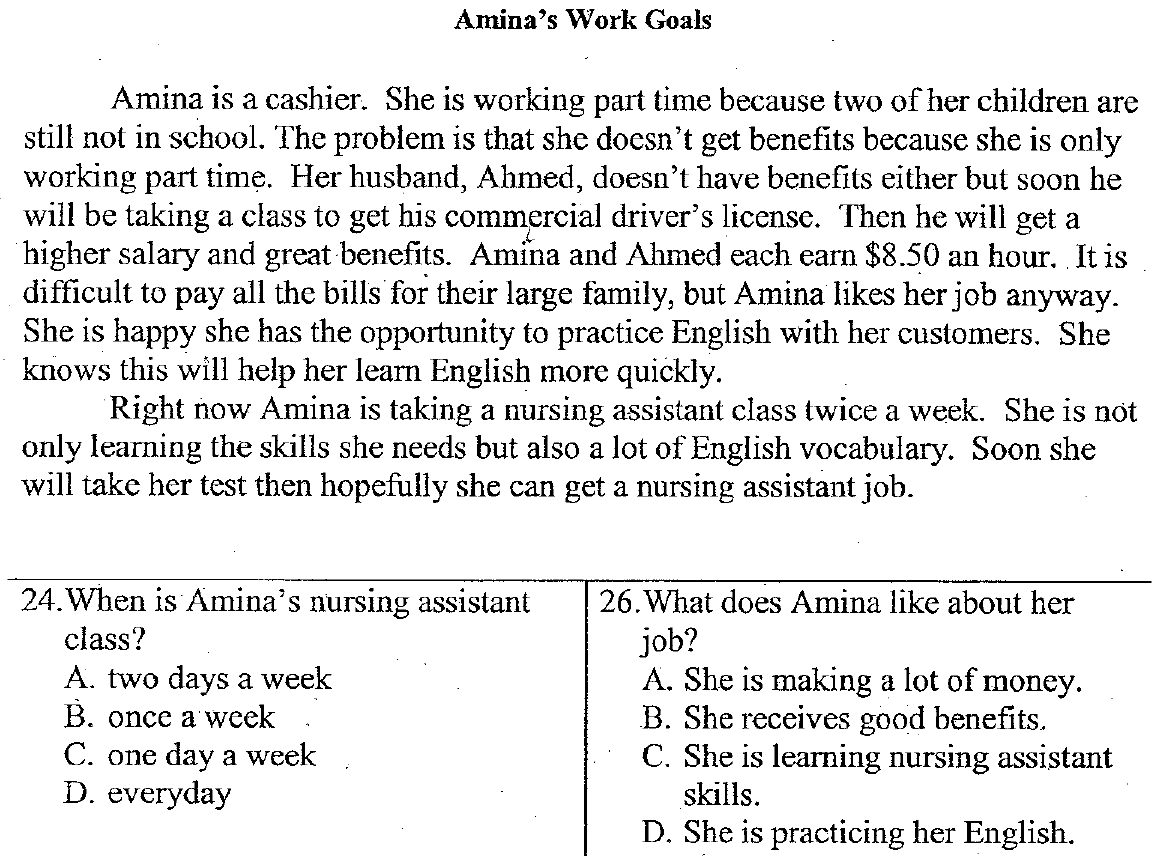 Amina's Work Goals
Amina is a cashier. She is working part time because two of her children are
still not in school. The problem is that she doesn't get benefits because she is only
working part time. Her husband, Ahmed, doesn't have benefits either but soon he
will be taking a class to get his commercial driver's license. Then he will get a
higher salary and great benefits. Amina and Ahmed each earn $8.50 an hour. It is
difficult to pay all the bills for their large family, but Amina likes her job anyway.
She is happy she has the opportunity to practice English with her customers. She
knows this will help her learn English more quickly.
Right now Amina is taking a nursing assistant class twice a week. She is not
only learning the skills she needs but also a lot of English vocabulary. Soon she
will take her test then hopefully she can get a nursing assistant job.
24. When is Amina's nursing assistant
class?
A. two days a week
B. once a week
C. one day a week
D. everyday
26. What does Amina like about her
job?
A. She is making a lot of money.
B. She receives good benefits.
C. She is learning nursing assistant
skills.
D. She is practicing her English.